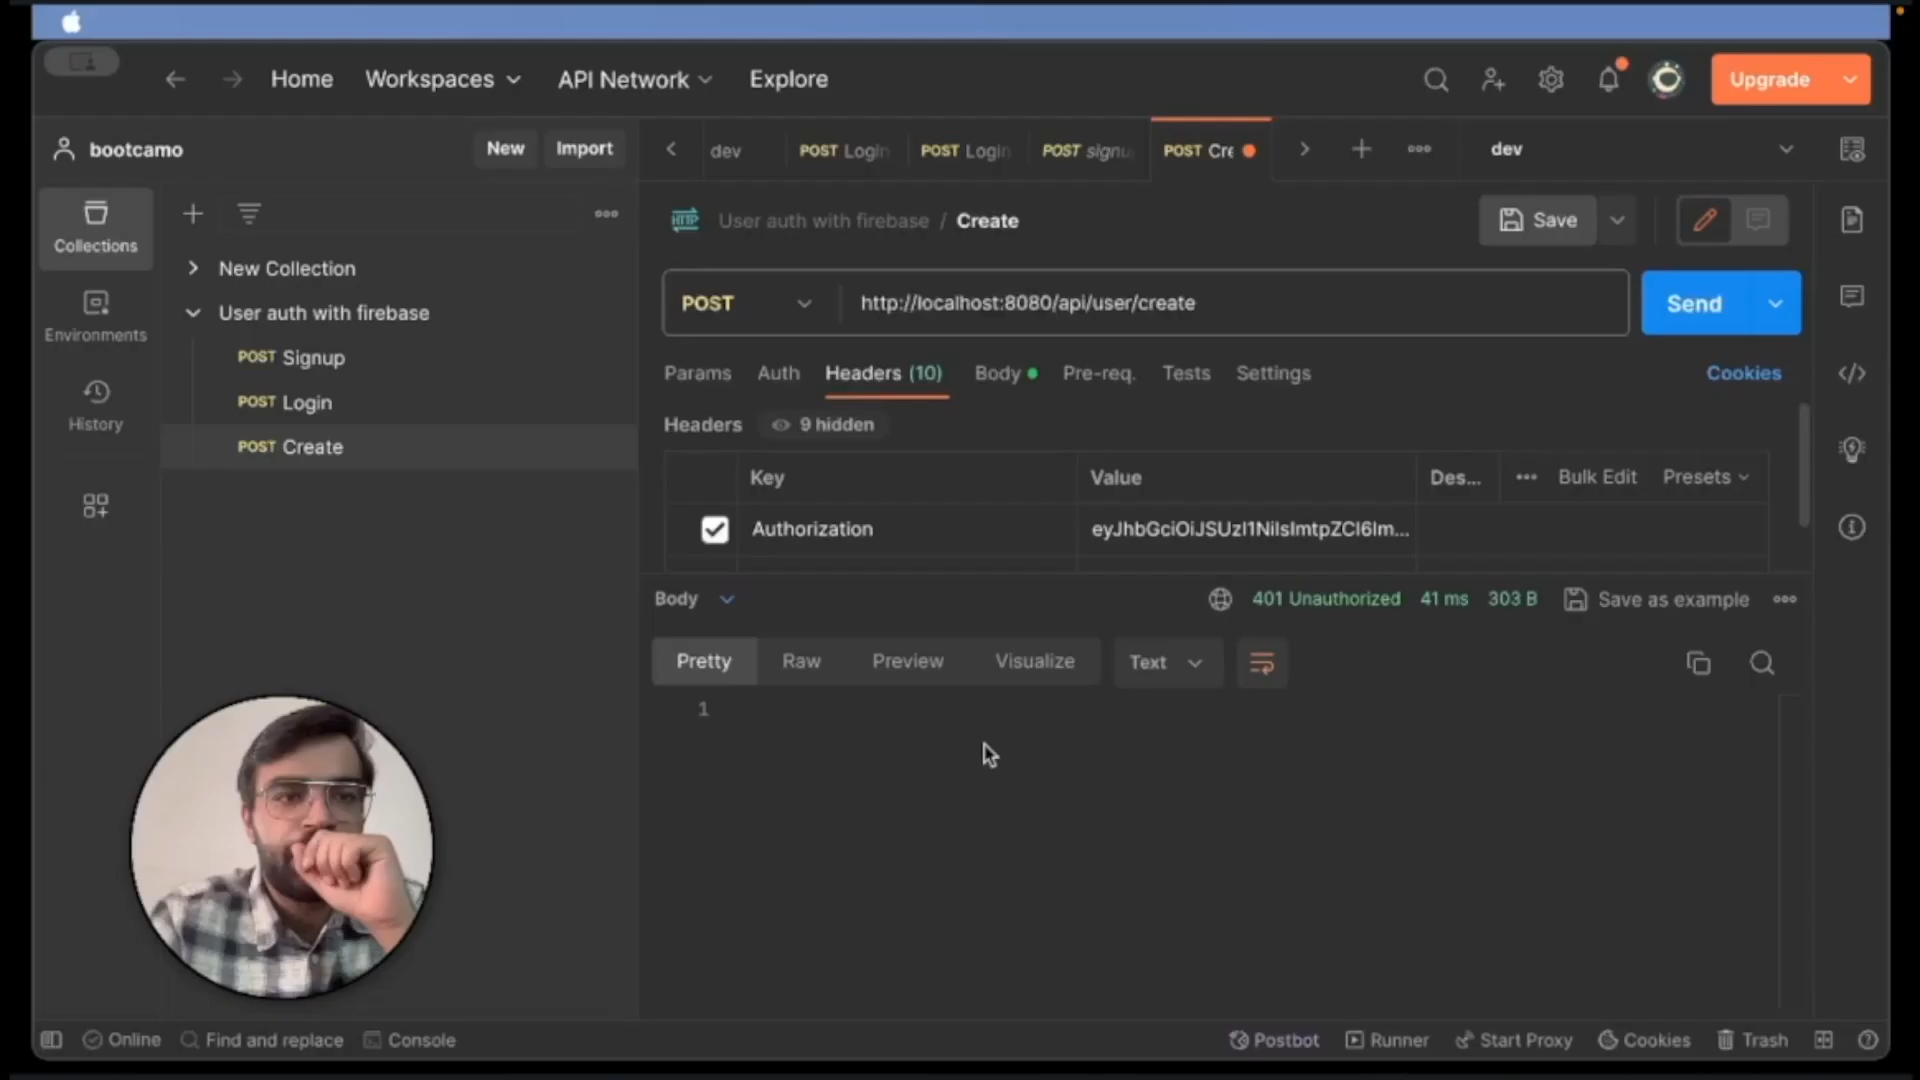 Home Workspaces API Network Explore Upgrade
bootcamo New Import
dev POST Login POST Login POST signu POST Cre dev
Collections
Environments
History
New Collection
User auth with firebase
POST Signup
POST Login
POST Create
HTTP User auth with firebase / Create Save
POST http://localhost:8080/api/user/create Send
Params Auth Headers (10) Body Pre-req. Tests Settings Cookies
Headers 9 hidden
Key Value Des... Bulk Edit Presets
Authorization eyJhbGciOiJSUzI1NiIsImtpZCI6Im...
Body 401 Unauthorized 41 ms 303 B Save as example
Pretty Raw Preview Visualize Text
1
Online Find and replace Console Postbot Runner Start Proxy Cookies Trash